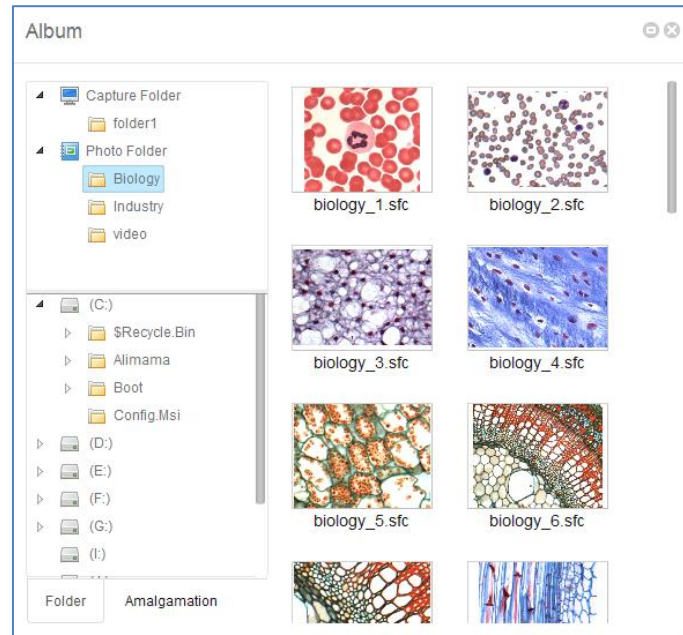 Album
Capture Folder
folder1
Photo Folder
Biology
Industry
video
(C:)
$Recycle.Bin
Alimama
Boot
Config.Msi
(D:)
(E:)
(F:)
(G:)
(I:)
Folder
Amalgamation
biology_1.sfc
biology_2.sfc
biology_3.sfc
biology_4.sfc
biology_5.sfc
biology_6.sfc